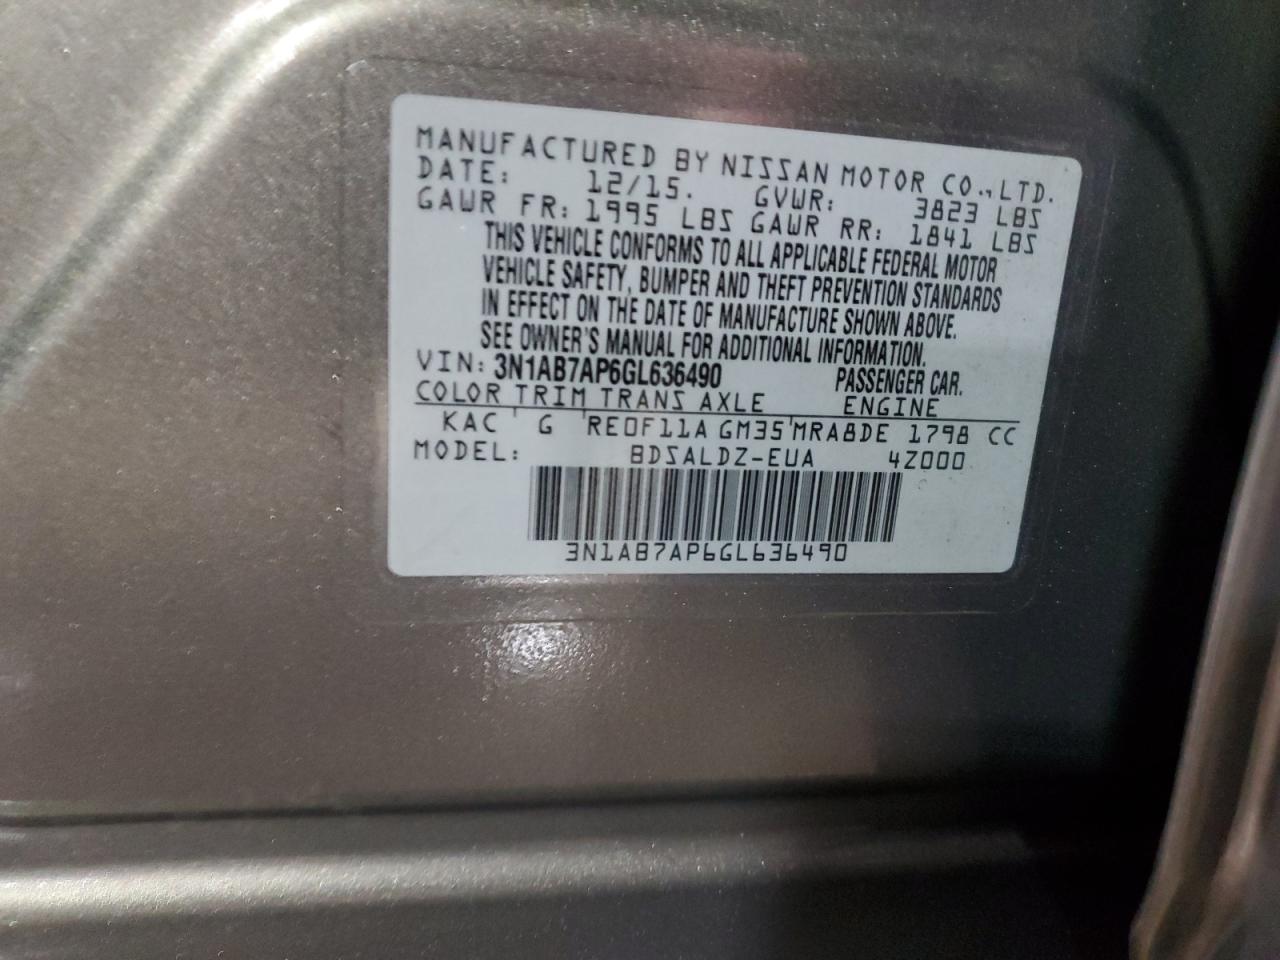 MANUFACTURED BY NISSAN MOTOR CO., LTD.
DATE: 12/15. GVWR: 3823 LBS
GAWR FR: 1995 LBS GAWR RR: 1841 LBS
THIS VEHICLE CONFORMS TO ALL APPLICABLE FEDERAL MOTOR
VEHICLE SAFETY, BUMPER AND THEFT PREVENTION STANDARDS
IN EFFECT ON THE DATE OF MANUFACTURE SHOWN ABOVE.
SEE OWNER'S MANUAL FOR ADDITIONAL INFORMATION.
VIN: 3N1AB7AP6GL636490 PASSENGER CAR.
COLOR TRIM TRANS AXLE ENGINE
KAC ' G ' RE0F11A GM35 ' MRA8DE 1798 CC
MODEL: BDSALDZ-EUA 4Z000
3N1AB7AP6GL636490